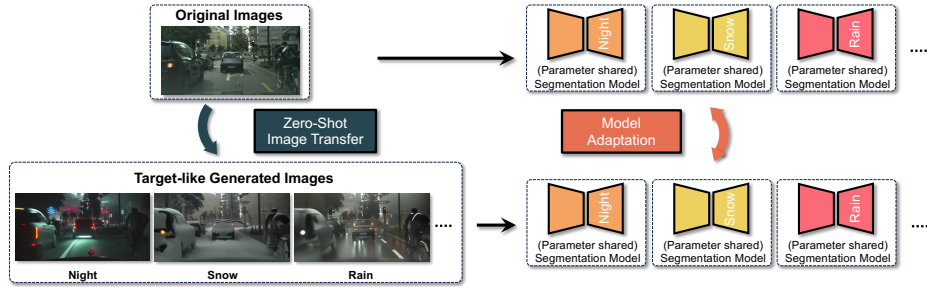 Original Images
Night
Snow
Rain
....
(Parameter shared)
Segmentation Model
(Parameter shared)
Segmentation Model
(Parameter shared)
Segmentation Model
Zero-Shot
Image Transfer
Model
Adaptation
Target-like Generated Images
....
Night
Snow
Rain
Night
Snow
Rain
....
(Parameter shared)
Segmentation Model
(Parameter shared)
Segmentation Model
(Parameter shared)
Segmentation Model